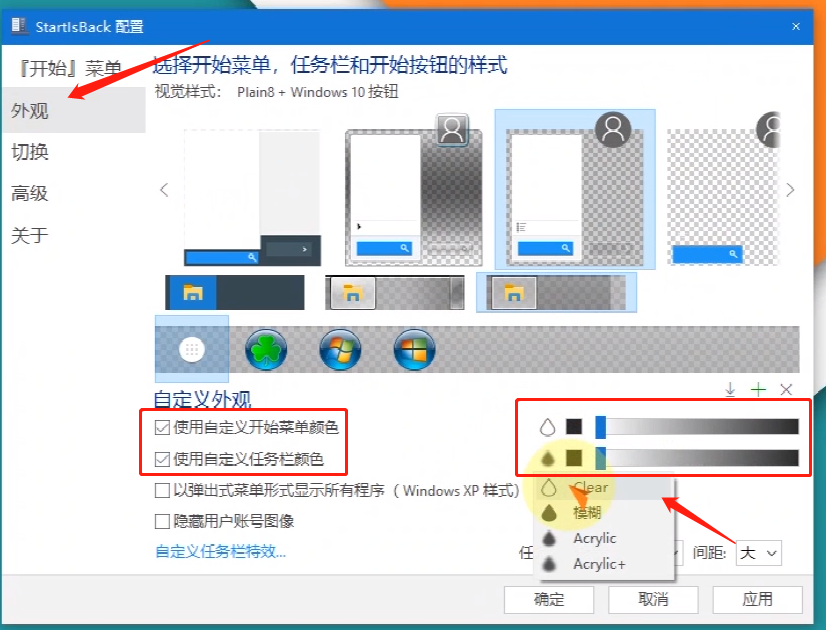 StartIsBack 配置
『开始』菜单
外观
切换
高级
关于
选择开始菜单，任务栏和开始按钮的样式
视觉样式： Plain8 + Windows 10 按钮
自定义外观
使用自定义开始菜单颜色
使用自定义任务栏颜色
以弹出式菜单形式显示所有程序（ Windows XP 样式）
隐藏用户账号图像
自定义任务栏特效...
Clear
模糊
Acrylic
Acrylic+
任
间距: 大
确定
取消
应用